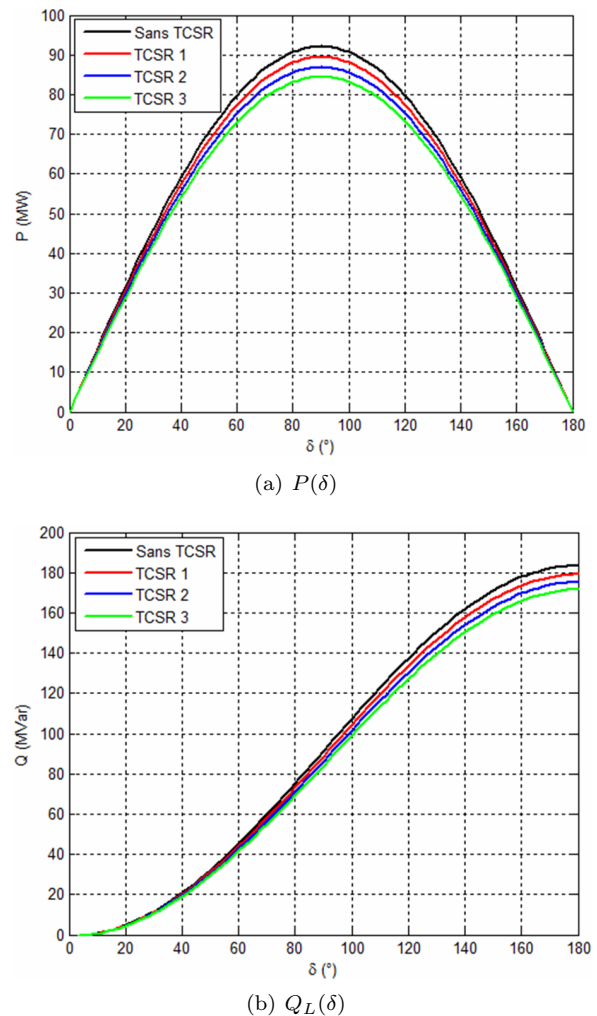 100
90
80
70
60
50
40
30
20
10
0
P (MW)
Sans TCSR
TCSR 1
TCSR 2
TCSR 3
0 20 40 60 80 100 120 140 160 180
δ (°)
(a) P(δ)
200
180
160
140
120
100
80
60
40
20
0
Q (MVar)
Sans TCSR
TCSR 1
TCSR 2
TCSR 3
0 20 40 60 80 100 120 140 160 180
δ (°)
(b) Q_L(δ)